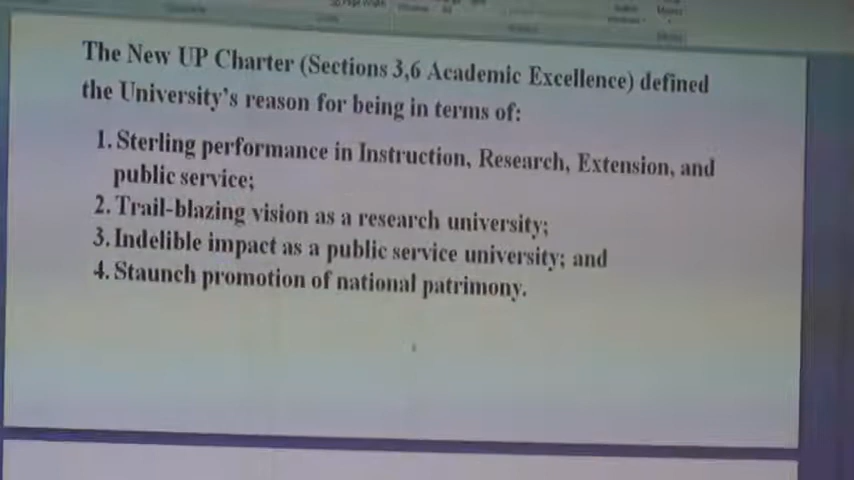 The New UP Charter (Sections 3,6 Academic Excellence) defined
the University's reason for being in terms of:
1. Sterling performance in Instruction, Research, Extension, and
public service;
2. Trail-blazing vision as a research university;
3. Indelible impact as a public service university; and
4. Staunch promotion of national patrimony.